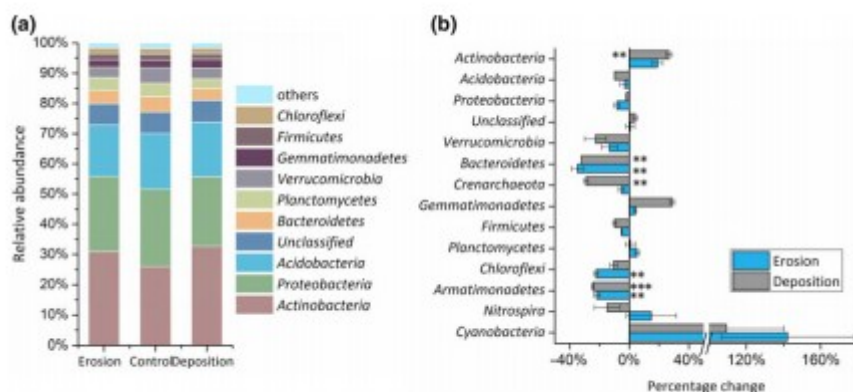 (a)
100%
90%
80%
70%
60%
50%
40%
30%
20%
10%
0%
Relative abundance
Erosion Control Deposition
others
Chloroflexi
Firmicutes
Gemmatimonadetes
Verrucomicrobia
Planctomycetes
Bacteroidetes
Unclassified
Acidobacteria
Proteobacteria
Actinobacteria
(b)
Actinobacteria **
Acidobacteria
Proteobacteria
Unclassified
Verrucomicrobia
Bacteroidetes **
**
Crenarchaeota **
Gemmatimonadetes
Firmicutes
Planctomycetes
Chloroflexi **
Armatimonadetes ***
**
Nitrospira
Cyanobacteria
Erosion
Deposition
-40% 0% 40% 120% 160%
Percentage change